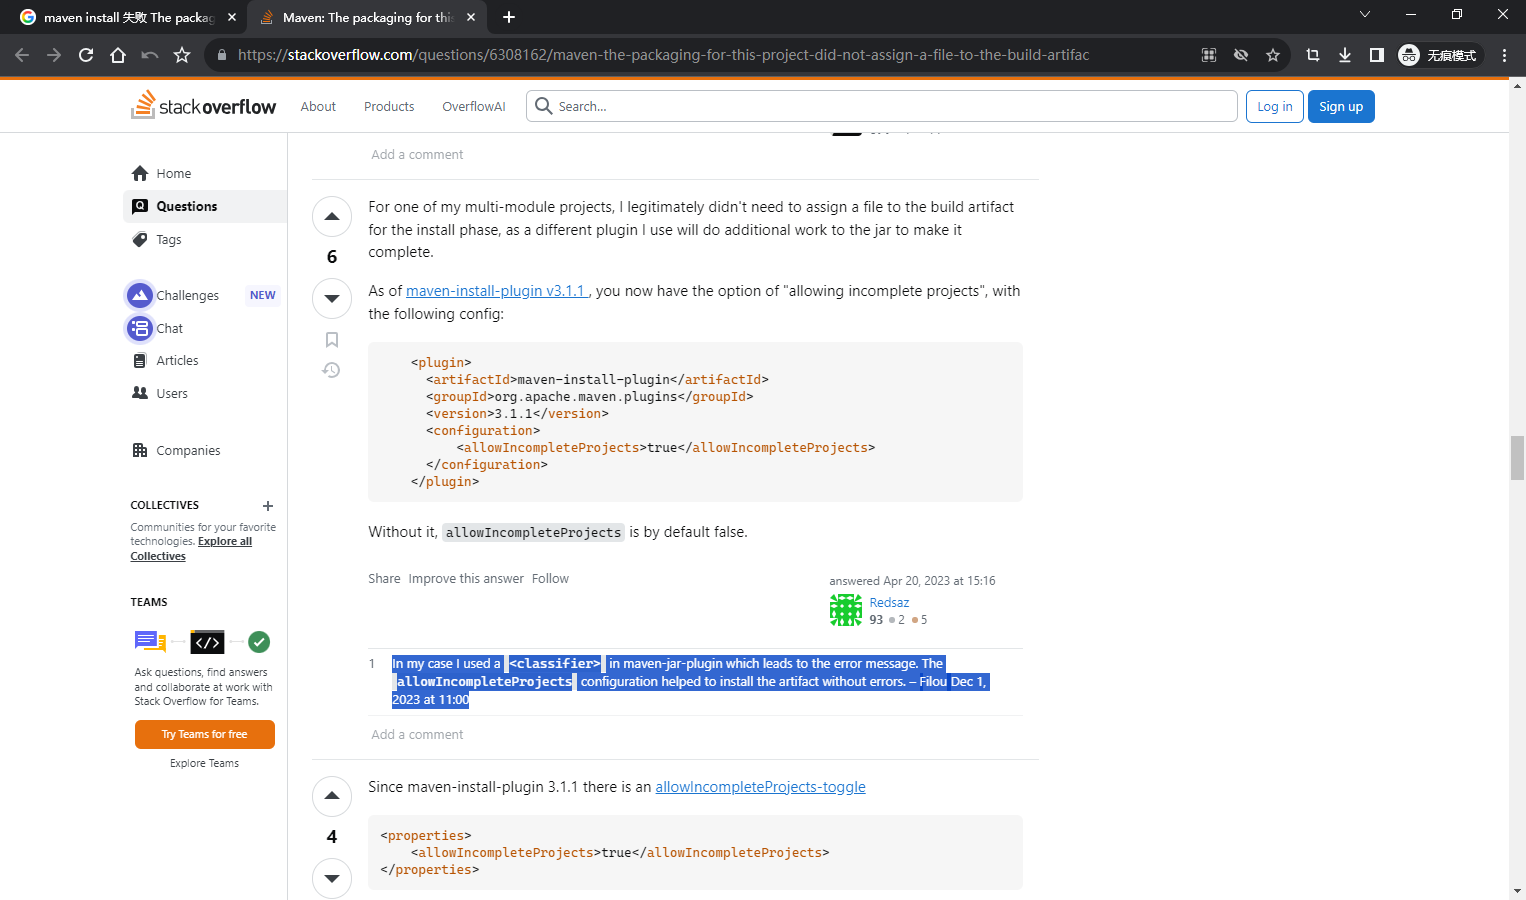 maven install 失败 The packag
Maven: The packaging for this
https://stackoverflow.com/questions/6308162/maven-the-packaging-for-this-project-did-not-assign-a-file-to-the-build-artifac
无痕模式
stackoverflow
About
Products
OverflowAI
Search...
Log in
Sign up
Home
Questions
Tags
Challenges
NEW
Chat
Articles
Users
Companies
COLLECTIVES
Communities for your favorite
technologies. Explore all
Collectives
TEAMS
Ask questions, find answers
and collaborate at work with
Stack Overflow for Teams.
Try Teams for free
Explore Teams
Add a comment
6
For one of my multi-module projects, I legitimately didn't need to assign a file to the build artifact
for the install phase, as a different plugin I use will do additional work to the jar to make it
complete.
As of maven-install-plugin v3.1.1 , you now have the option of "allowing incomplete projects", with
the following config:
<plugin>
<artifactId>maven-install-plugin</artifactId>
<groupId>org.apache.maven.plugins</groupId>
<version>3.1.1</version>
<configuration>
<allowIncompleteProjects>true</allowIncompleteProjects>
</configuration>
</plugin>
Without it, allowIncompleteProjects is by default false.
Share Improve this answer Follow
answered Apr 20, 2023 at 15:16
Redsaz
93 2 5
1
In my case I used a <classifier> in maven-jar-plugin which leads to the error message. The
allowIncompleteProjects configuration helped to install the artifact without errors. – Filou Dec 1,
2023 at 11:00
Add a comment
4
Since maven-install-plugin 3.1.1 there is an allowIncompleteProjects-toggle
<properties>
<allowIncompleteProjects>true</allowIncompleteProjects>
</properties>